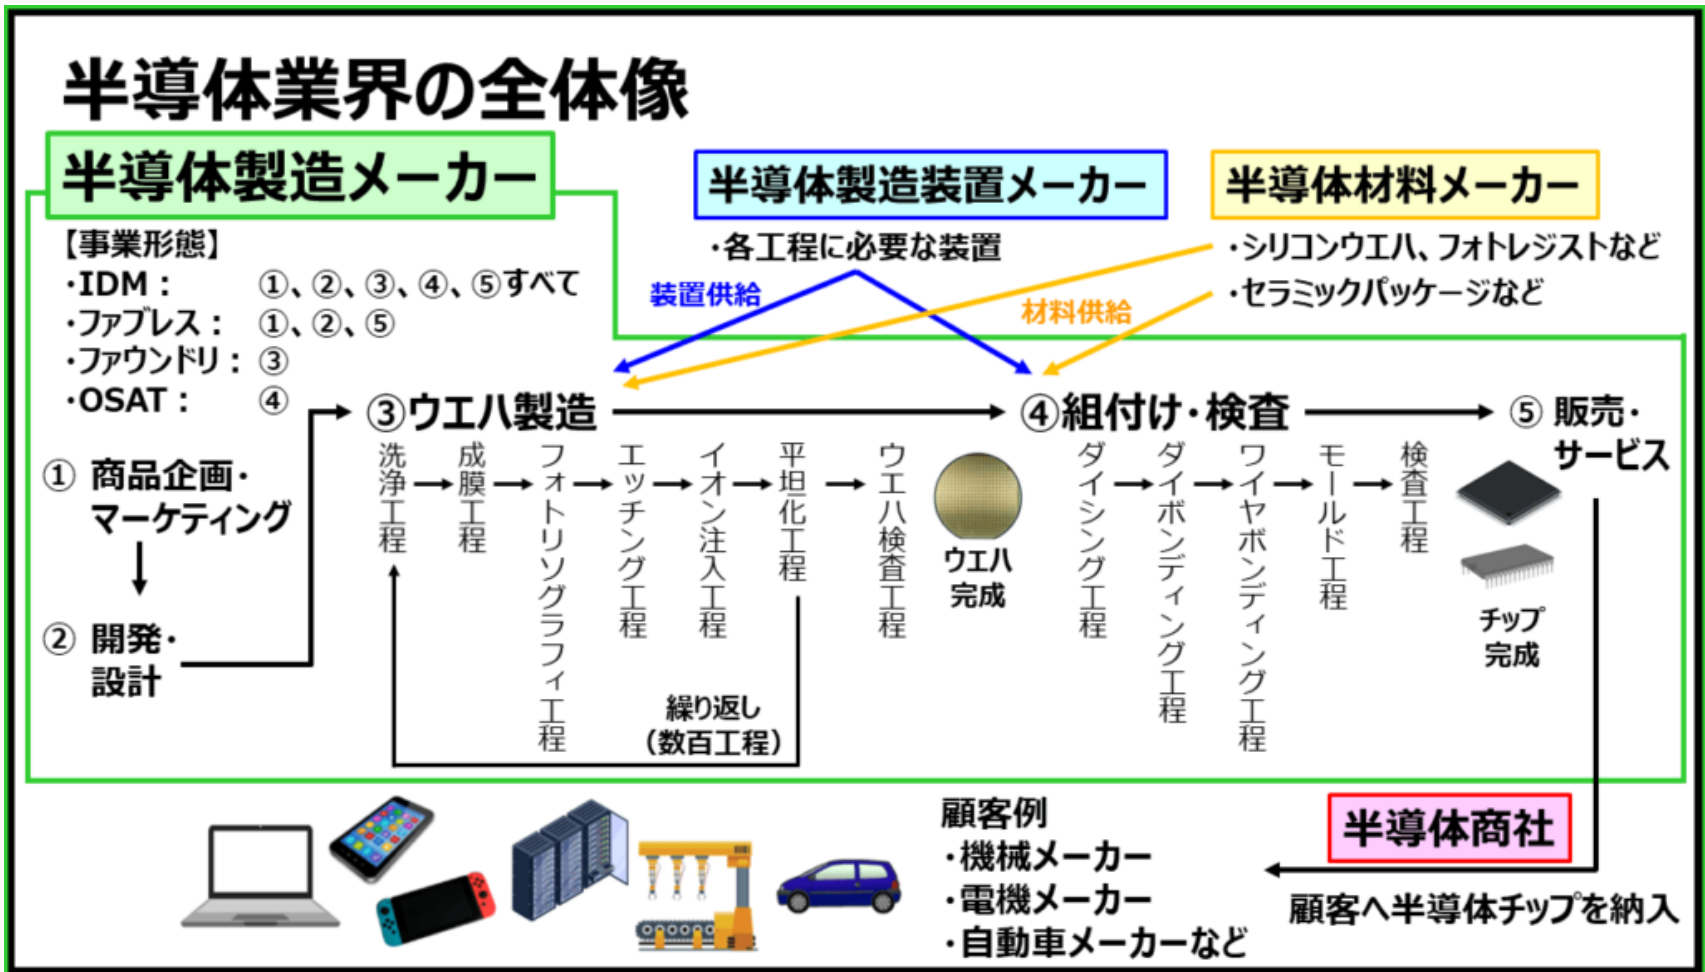 半導体業界の全体像
半導体製造メーカー
【事業形態】
・IDM： ①、②、③、④、⑤すべて
・ファブレス： ①、②、⑤
・ファウンドリ： ③
・OSAT： ④
半導体製造装置メーカー
・各工程に必要な装置
装置供給
半導体材料メーカー
・シリコンウエハ、フォトレジストなど
・セラミックパッケージなど
材料供給
① 商品企画・
マーケティング
② 開発・
設計
③ウエハ製造
洗浄工程
成膜工程
フォトリソグラフィ工程
エッチング工程
イオン注入工程
平坦化工程
ウエハ検査工程
繰り返し
（数百工程）
ウエハ
完成
④組付け・検査
ダイシング工程
ダイボンディング工程
ワイヤボンディング工程
モールド工程
検査工程
⑤ 販売・
サービス
チップ
完成
半導体商社
顧客へ半導体チップを納入
顧客例
・機械メーカー
・電機メーカー
・自動車メーカーなど